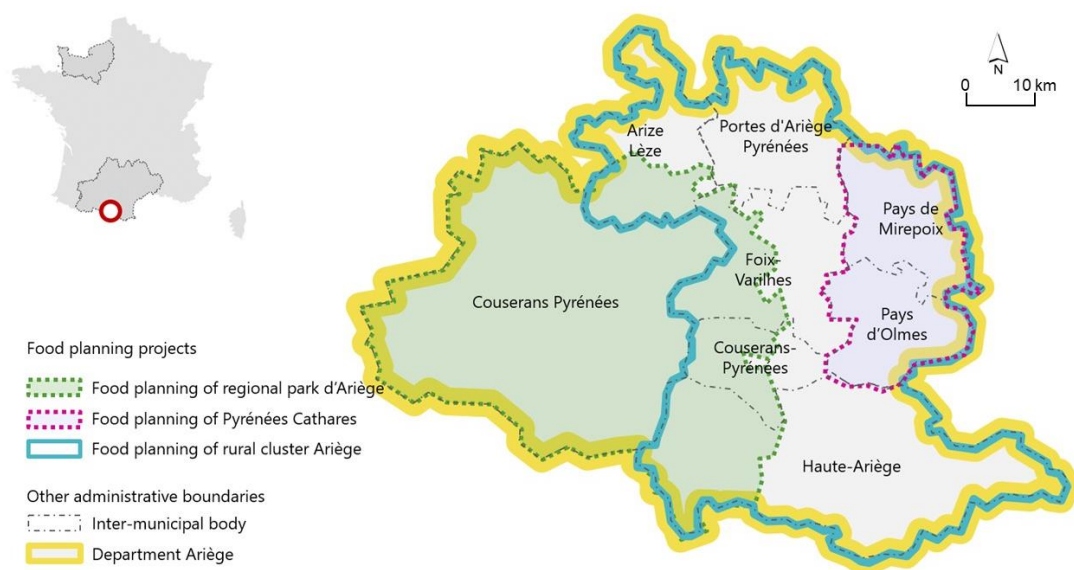 N
0 10 km
Arize
Lèze
Portes d'Ariège
Pyrénées
Pays de
Mirepoix
Foix-
Varilhes
Couserans Pyrénées
Pays
d'Olmes
Couserans-
Pyrénées
Haute-Ariège
Food planning projects
Food planning of regional park d'Ariège
Food planning of Pyrénées Cathares
Food planning of rural cluster Ariège
Other administrative boundaries
Inter-municipal body
Department Ariège